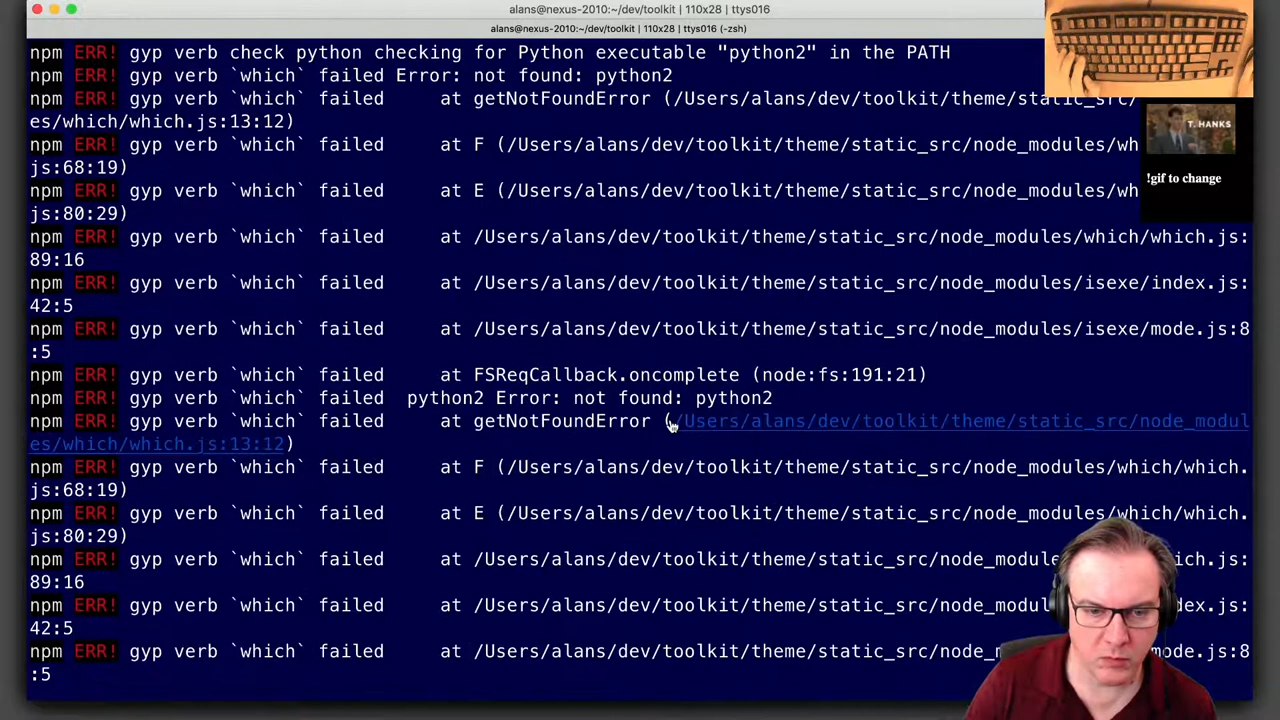 alans@nexus-2010:~/dev/toolkit | 110x28 | ttys016
alans@nexus-2010:~/dev/toolkit | 110x28 | ttys016 (-zsh)
npm ERR! gyp verb check python checking for Python executable "python2" in the PATH
npm ERR! gyp verb `which` failed Error: not found: python2
npm ERR! gyp verb `which` failed     at getNotFoundError (/Users/alans/dev/toolkit/theme/static_src/
es/which/which.js:13:12)
npm ERR! gyp verb `which` failed     at F (/Users/alans/dev/toolkit/theme/static_src/node_modules/wh
js:68:19)
npm ERR! gyp verb `which` failed     at E (/Users/alans/dev/toolkit/theme/static_src/node_modules/wh
js:80:29)
npm ERR! gyp verb `which` failed     at /Users/alans/dev/toolkit/theme/static_src/node_modules/which/which.js:
89:16
npm ERR! gyp verb `which` failed     at /Users/alans/dev/toolkit/theme/static_src/node_modules/isexe/index.js:
42:5
npm ERR! gyp verb `which` failed     at /Users/alans/dev/toolkit/theme/static_src/node_modules/isexe/mode.js:8
:5
npm ERR! gyp verb `which` failed     at FSReqCallback.oncomplete (node:fs:191:21)
npm ERR! gyp verb `which` failed  python2 Error: not found: python2
npm ERR! gyp verb `which` failed     at getNotFoundError (/Users/alans/dev/toolkit/theme/static_src/node_modul
es/which/which.js:13:12)
npm ERR! gyp verb `which` failed     at F (/Users/alans/dev/toolkit/theme/static_src/node_modules/which/which.
js:68:19)
npm ERR! gyp verb `which` failed     at E (/Users/alans/dev/toolkit/theme/static_src/node_modules/which/which.
js:80:29)
npm ERR! gyp verb `which` failed     at /Users/alans/dev/toolkit/theme/static_src/node_modu ich.js:
89:16
npm ERR! gyp verb `which` failed     at /Users/alans/dev/toolkit/theme/static_src/node_modul dex.js:
42:5
npm ERR! gyp verb `which` failed     at /Users/alans/dev/toolkit/theme/static_src/n mode.js:8
:5
T. HANKS
!gif to change